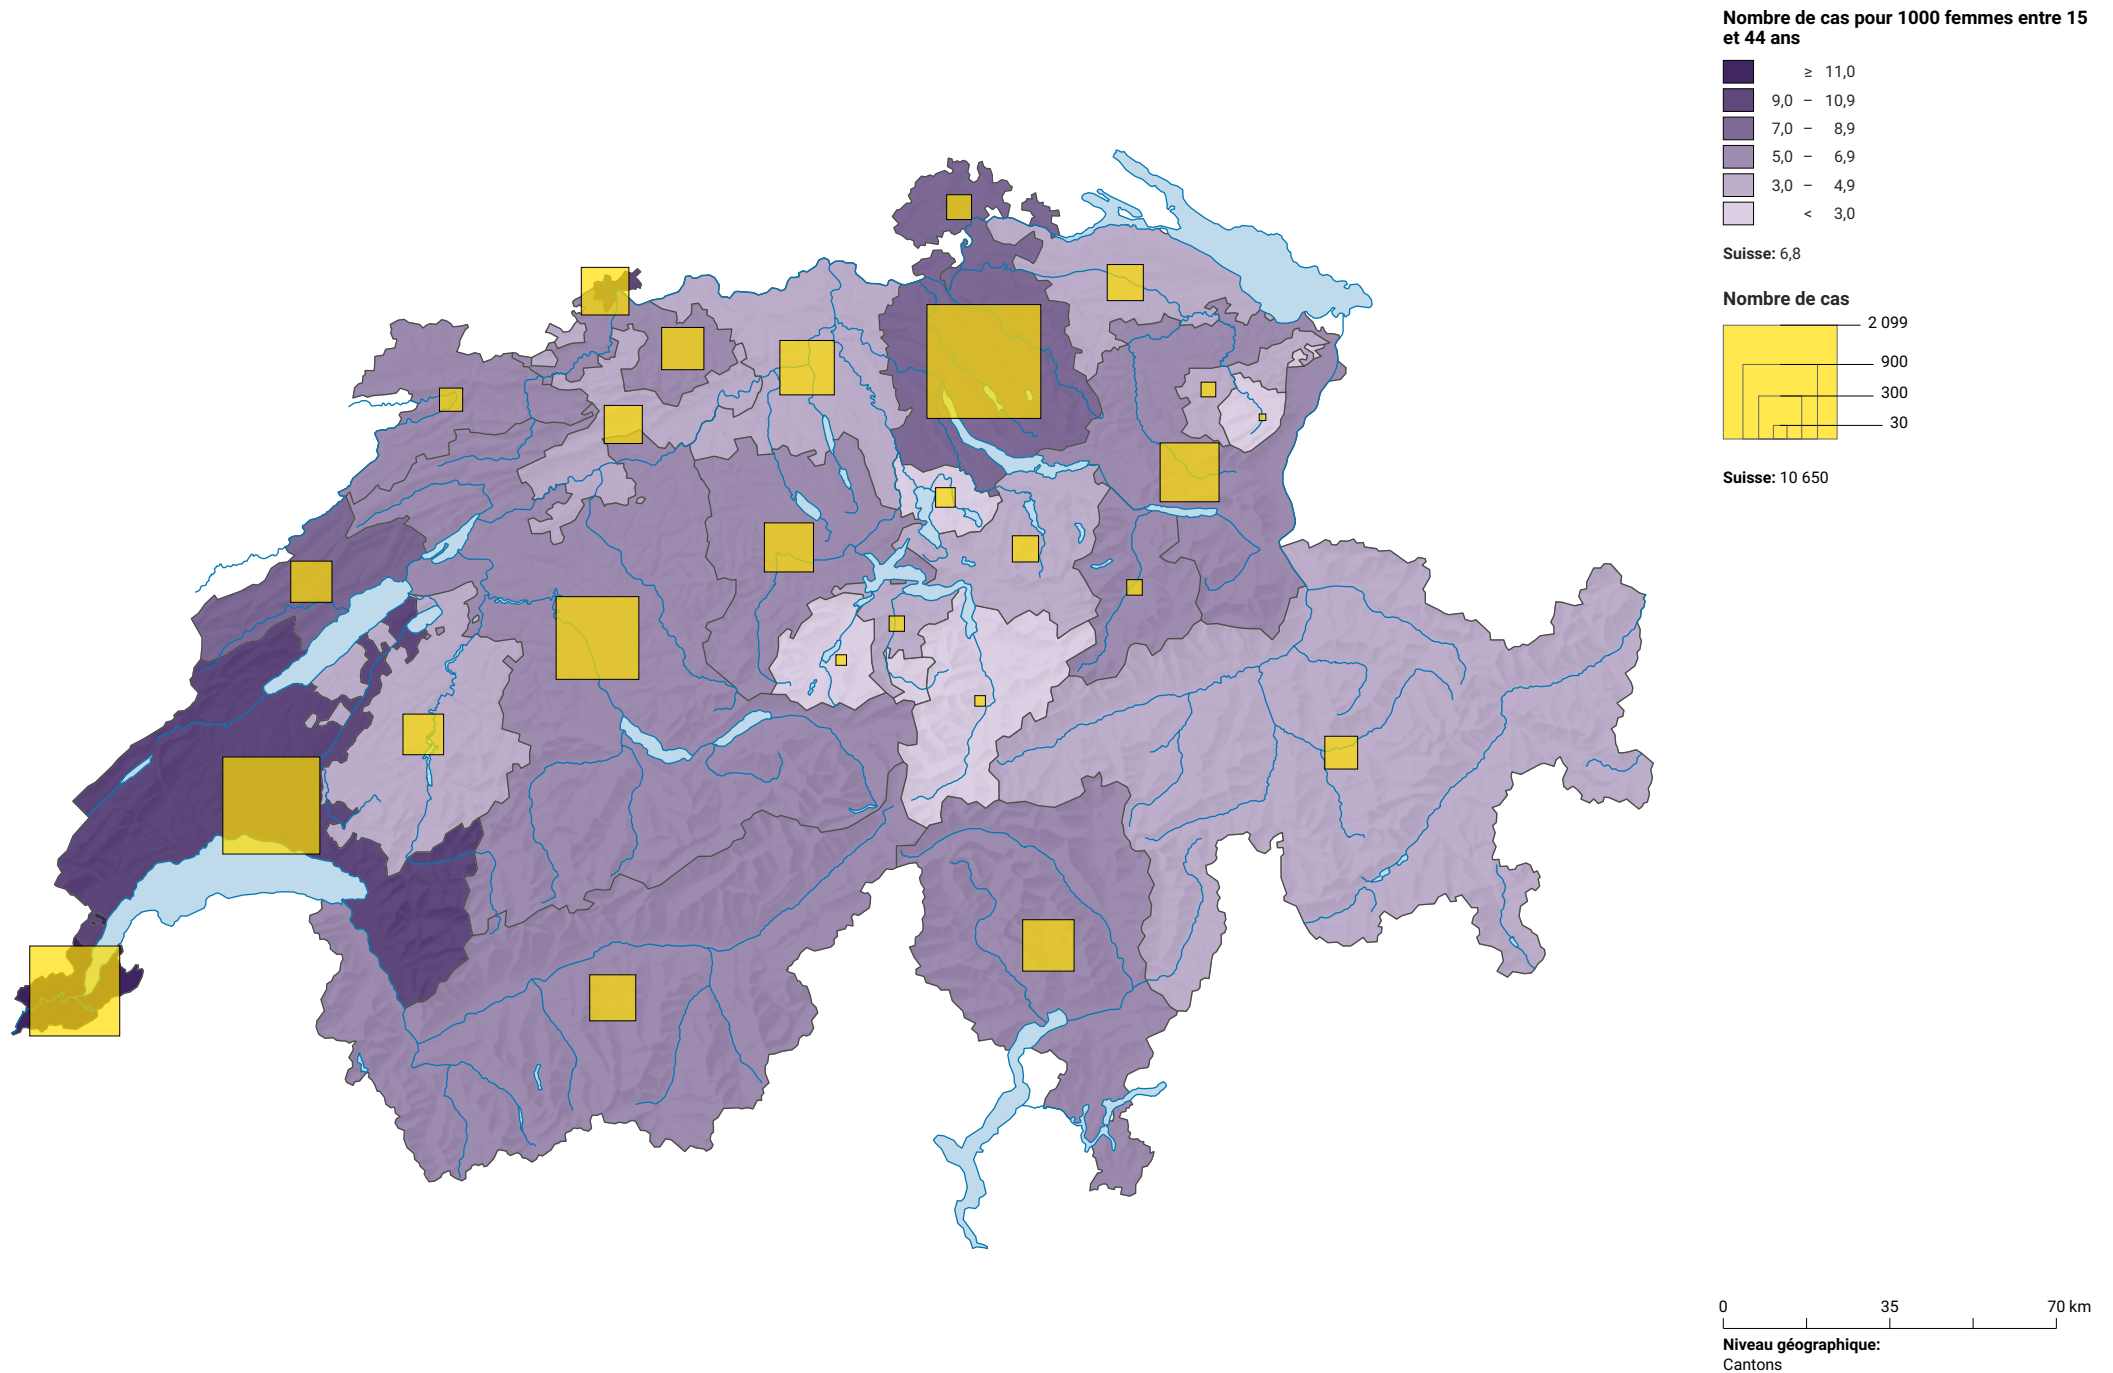 Nombre de cas pour 1000 femmes entre 15
et 44 ans
≥ 11,0
9,0 – 10,9
7,0 – 8,9
5,0 – 6,9
3,0 – 4,9
< 3,0
Suisse: 6,8
Nombre de cas
2 099
900
300
30
Suisse: 10 650
0 35 70 km
Niveau géographique:
Cantons